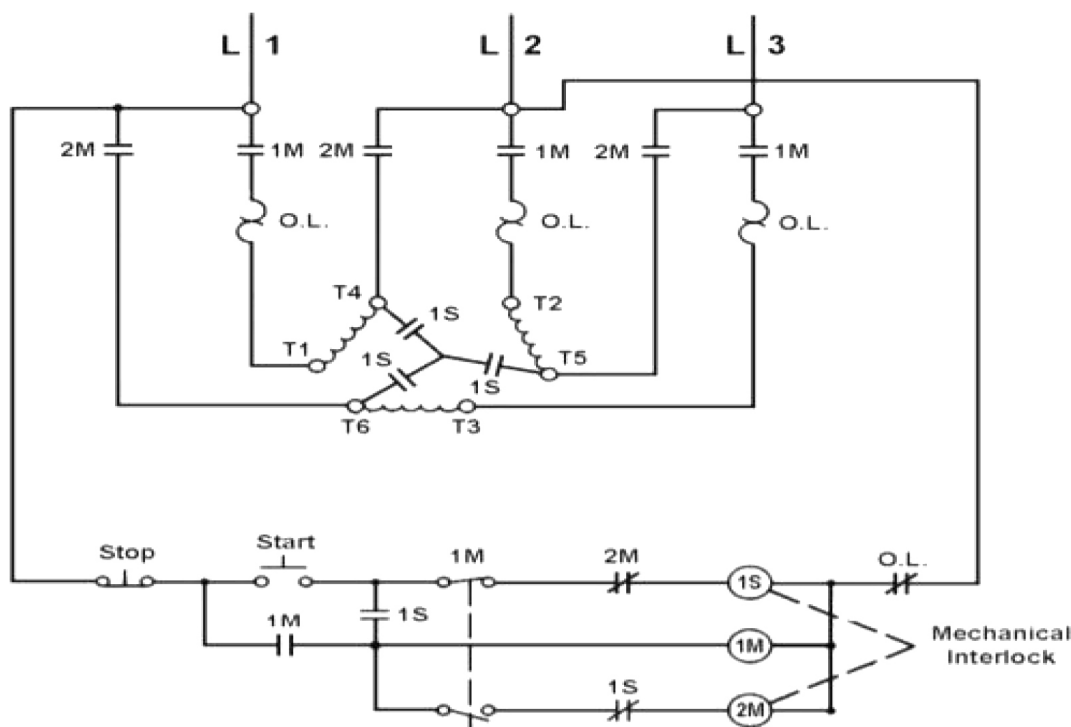 L 1 L 2 L 3
2M 1M 2M 1M 2M 1M
O.L. O.L. O.L.
T4 T2
1S
T1 1S T5
1S
T6 T3
Stop Start 1M 2M O.L.
1S
1M 1S
1M
1S
2M
Mechanical
Interlock